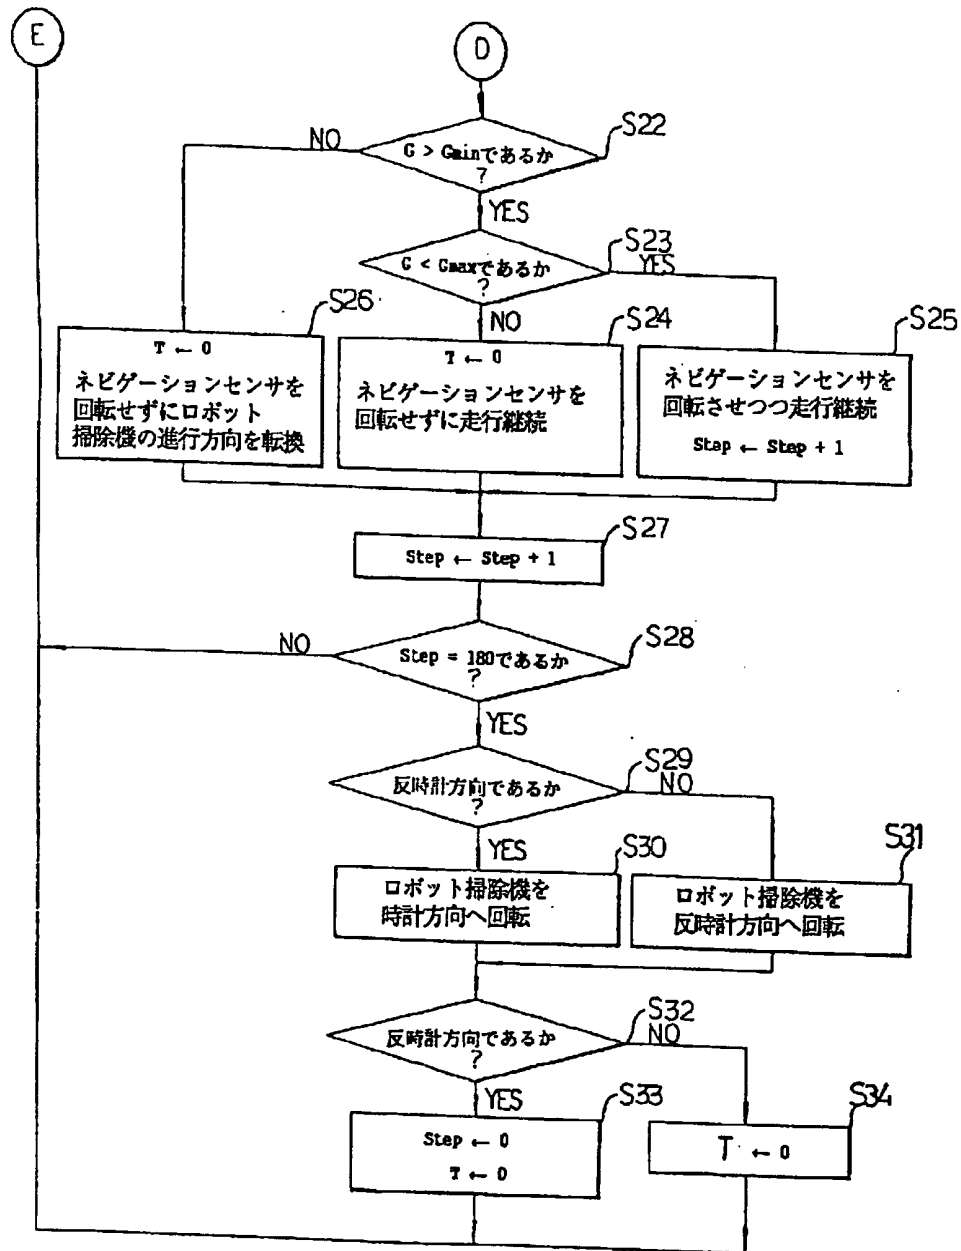 E
D
S22
NO
G > Gminであるか
?
YES
S23
YES
G < Gmaxであるか
?
NO
S26
T ← 0
ネビゲーションセンサを
回転せずにロボット
掃除機の進行方向を転換
S24
T ← 0
ネビゲーションセンサを
回転せずに走行継続
S25
ネビゲーションセンサを
回転させつつ走行継続
Step ← Step + 1
S27
Step ← Step + 1
S28
NO
Step = 180であるか
?
YES
S29
NO
反時計方向であるか
?
YES
S30
ロボット掃除機を
時計方向へ回転
S31
ロボット掃除機を
反時計方向へ回転
S32
NO
反時計方向であるか
?
YES
S33
Step ← 0
T ← 0
S34
T ← 0